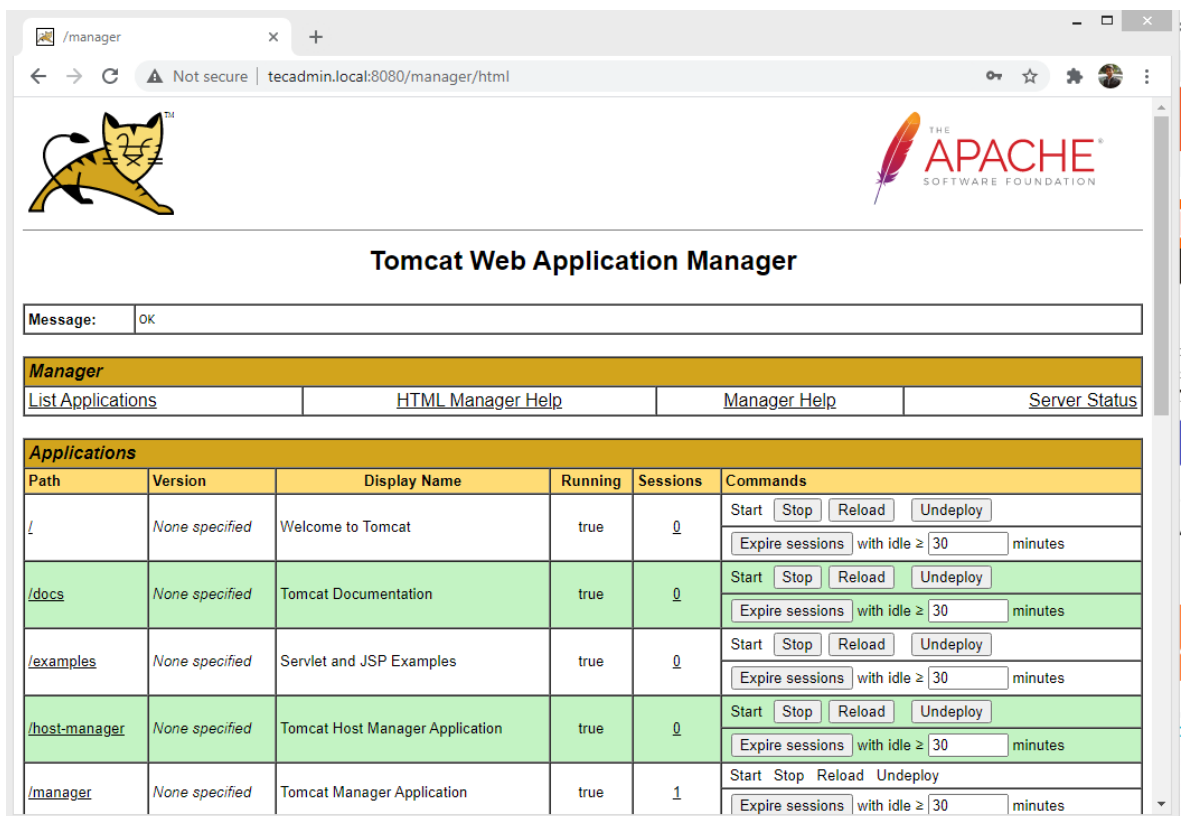 /manager
Not secure | tecadmin.local:8080/manager/html
TM
THE
APACHE®
SOFTWARE FOUNDATION
Tomcat Web Application Manager
Message: OK
Manager
List Applications HTML Manager Help Manager Help Server Status
Applications
Path Version Display Name Running Sessions Commands
Start Stop Reload Undeploy
/ None specified Welcome to Tomcat true 0
Expire sessions with idle ≥ 30 minutes
Start Stop Reload Undeploy
/docs None specified Tomcat Documentation true 0
Expire sessions with idle ≥ 30 minutes
Start Stop Reload Undeploy
/examples None specified Servlet and JSP Examples true 0
Expire sessions with idle ≥ 30 minutes
Start Stop Reload Undeploy
/host-manager None specified Tomcat Host Manager Application true 0
Expire sessions with idle ≥ 30 minutes
Start Stop Reload Undeploy
/manager None specified Tomcat Manager Application true 1
Expire sessions with idle ≥ 30 minutes